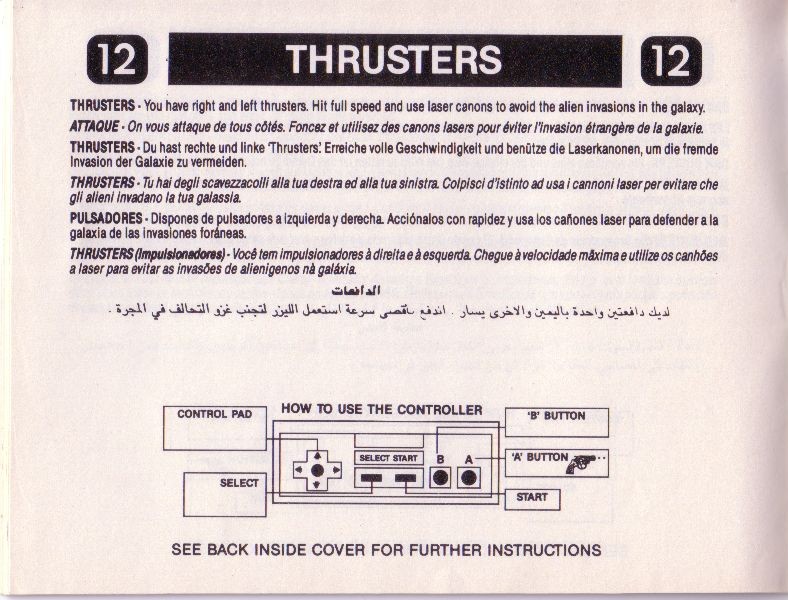 12 THRUSTERS 12
THRUSTERS - You have right and left thrusters. Hit full speed and use laser canons to avoid the alien invasions in the galaxy.
ATTAQUE - On vous attaque de tous côtés. Foncez et utilisez des canons lasers pour éviter l'invasion étrangère de la galaxie.
THRUSTERS - Du hast rechte und linke 'Thrusters'. Erreiche volle Geschwindigkeit und benütze die Laserkanonen, um die fremde
Invasion der Galaxie zu vermeiden.
THRUSTERS - Tu hai degli scavezzacolli alla tua destra ed alla tua sinistra. Colpisci d'istinto ad usa i cannoni laser per evitare che
gli alieni invadano la tua galassia.
PULSADORES - Dispones de pulsadores a izquierda y derecha. Acciónalos con rapidez y usa los cañones laser para defender a la
galaxia de las invasiones foráneas.
THRUSTERS (Impulsionadores) - Você tem impulsionadores à direita e à esquerda. Chegue à velocidade máxima e utilize os canhões
a laser para evitar as invasões de alienigenos nà galáxia.
الدافعات
لديك دافعتين واحدة باليمين والاخرى يسار . اندفع بأقصى سرعة استعمل الليزر لتجنب غزو التحالف في المجرة .
CONTROL PAD
HOW TO USE THE CONTROLLER
'B' BUTTON
SELECT START
B A
'A' BUTTON
SELECT
START
SEE BACK INSIDE COVER FOR FURTHER INSTRUCTIONS